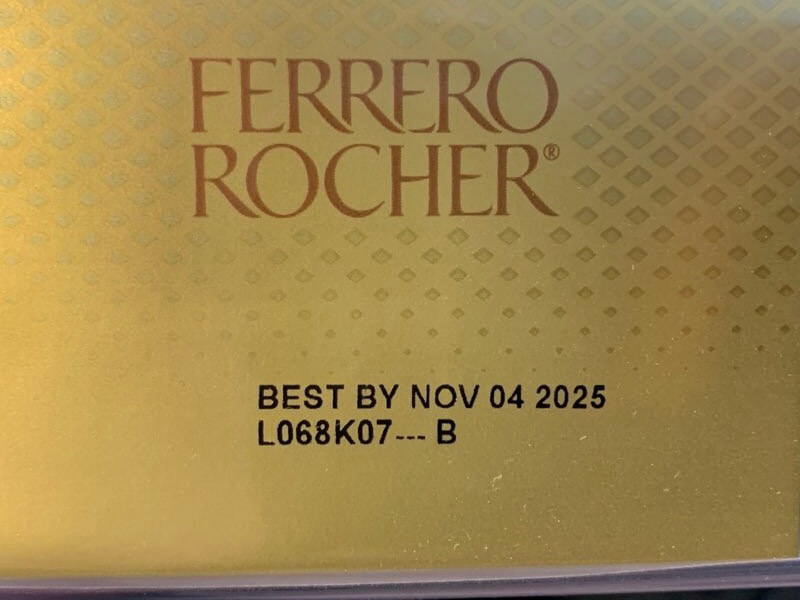 FERRERO
ROCHER®
BEST BY NOV 04 2025
L068K07--- B